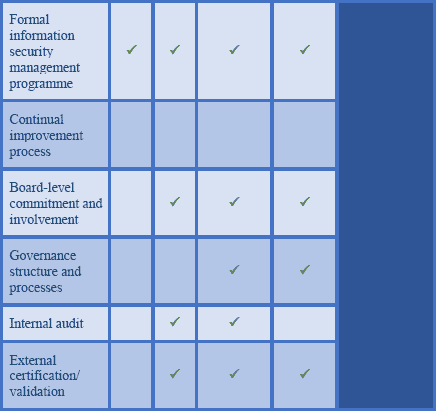 Formal
information
security
management
programme
✓ ✓ ✓ ✓
Continual
improvement
process
Board-level
commitment and
involvement
✓ ✓ ✓
Governance
structure and
processes
✓ ✓
Internal audit
✓ ✓
External
certification/
validation
✓ ✓ ✓